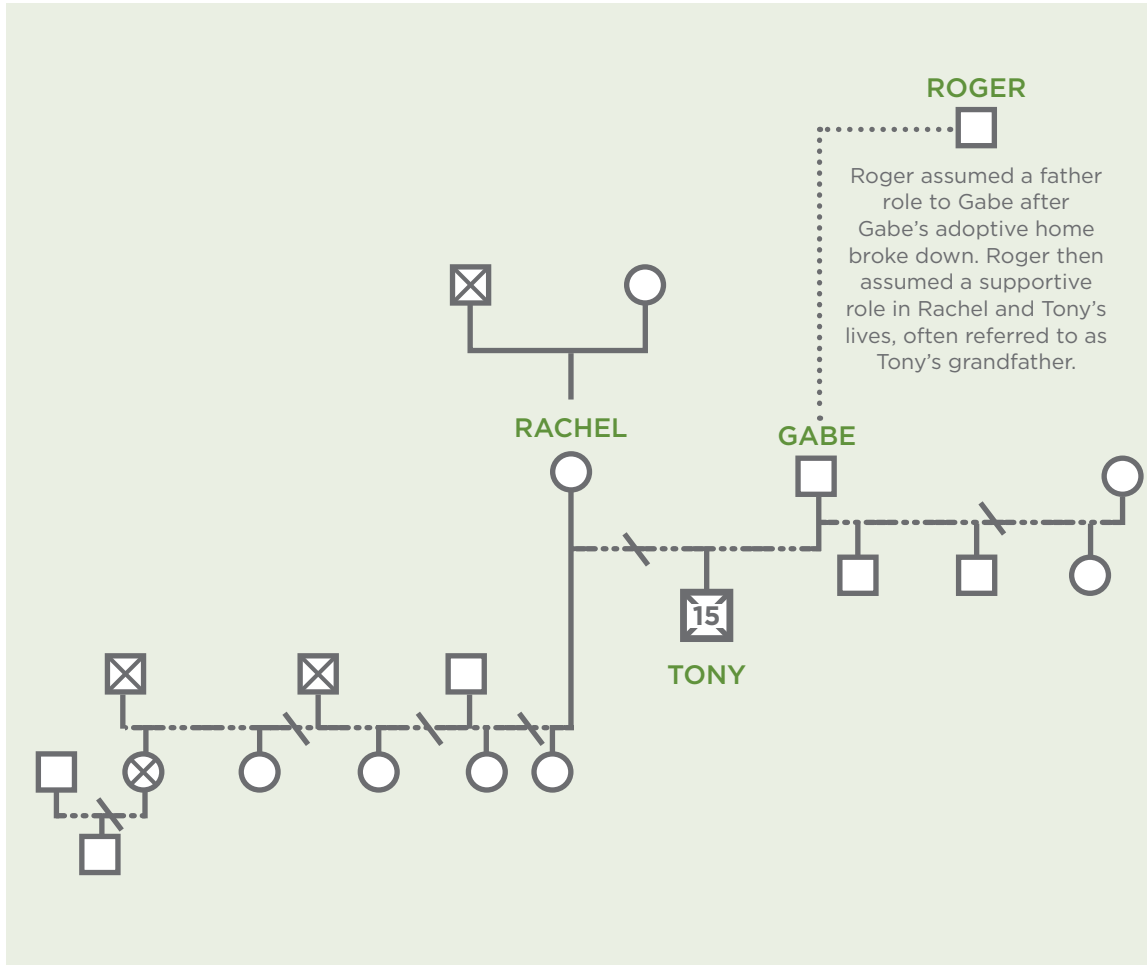 ROGER
Roger assumed a father
role to Gabe after
Gabe’s adoptive home
broke down. Roger then
assumed a supportive
role in Rachel and Tony’s
lives, often referred to as
Tony’s grandfather.
RACHEL
GABE
15
TONY